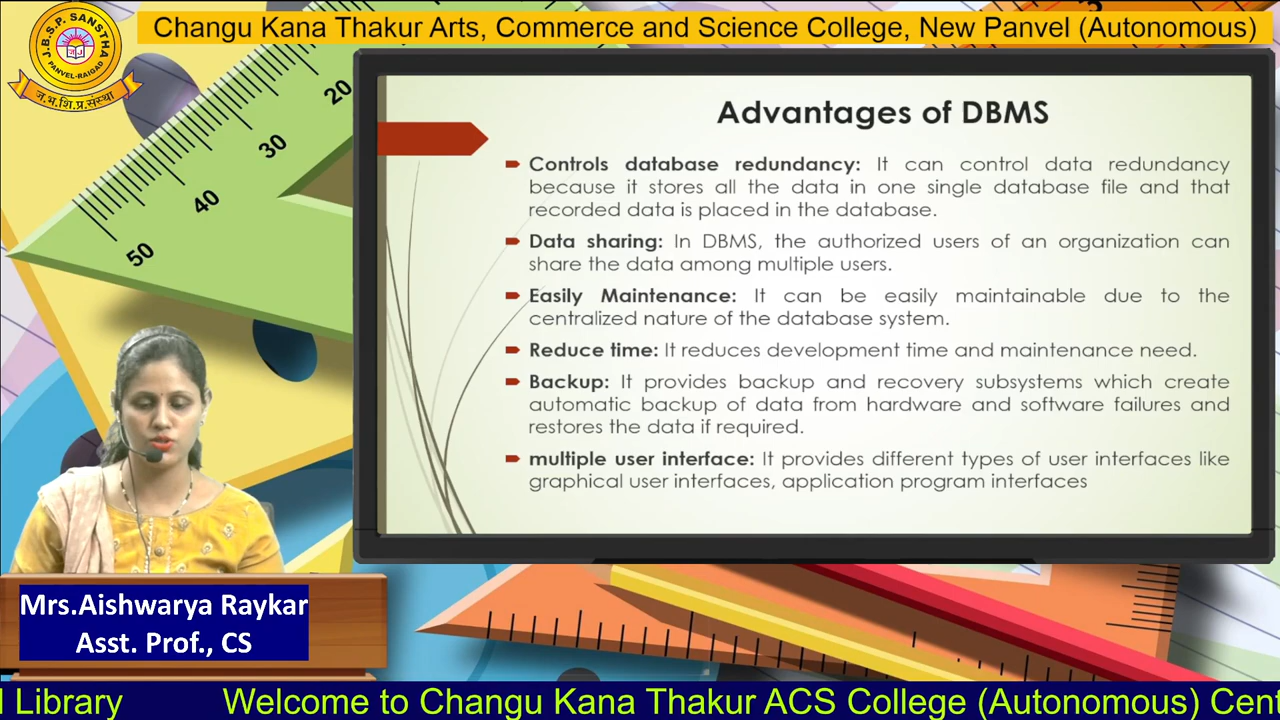 J.B.S.P. SANSTHA
PANVEL-RAIGAD
ज.भ.शि.प्र.संस्था
Changu Kana Thakur Arts, Commerce and Science College, New Panvel (Autonomous)
20
30
40
50
3
Advantages of DBMS
Controls database redundancy: It can control data redundancy
because it stores all the data in one single database file and that
recorded data is placed in the database.
Data sharing: In DBMS, the authorized users of an organization can
share the data among multiple users.
Easily Maintenance: It can be easily maintainable due to the
centralized nature of the database system.
Reduce time: It reduces development time and maintenance need.
Backup: It provides backup and recovery subsystems which create
automatic backup of data from hardware and software failures and
restores the data if required.
multiple user interface: It provides different types of user interfaces like
graphical user interfaces, application program interfaces
Mrs.Aishwarya Raykar
Asst. Prof., CS
l Library Welcome to Changu Kana Thakur ACS College (Autonomous) Cent